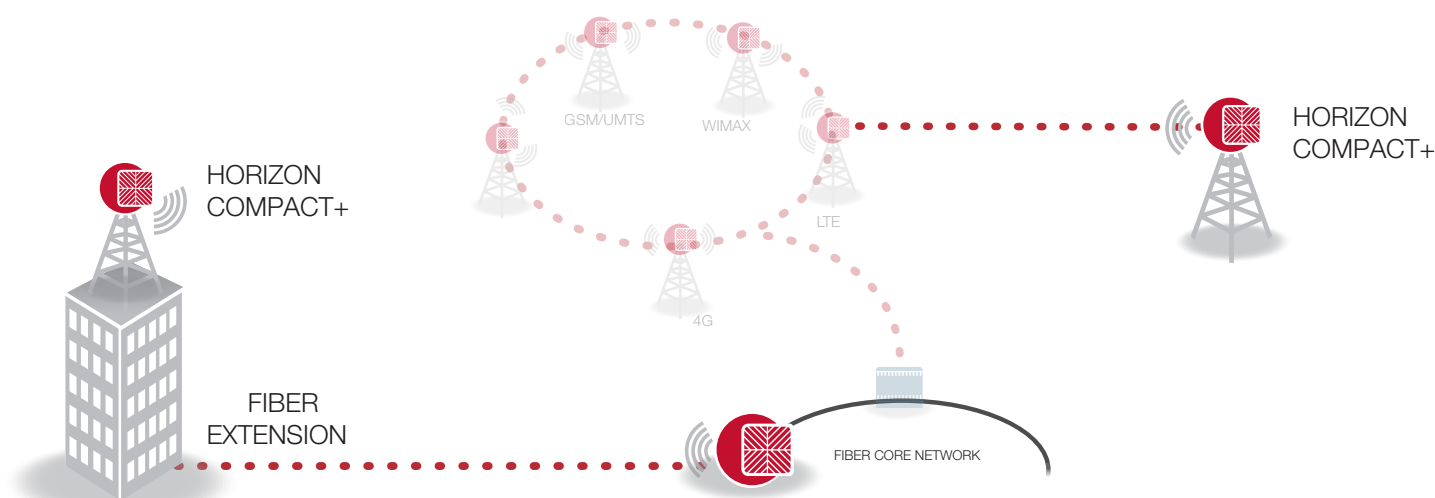 GSM/UMTS
WIMAX
HORIZON
COMPACT+
HORIZON
COMPACT+
LTE
4G
FIBER
EXTENSION
FIBER CORE NETWORK